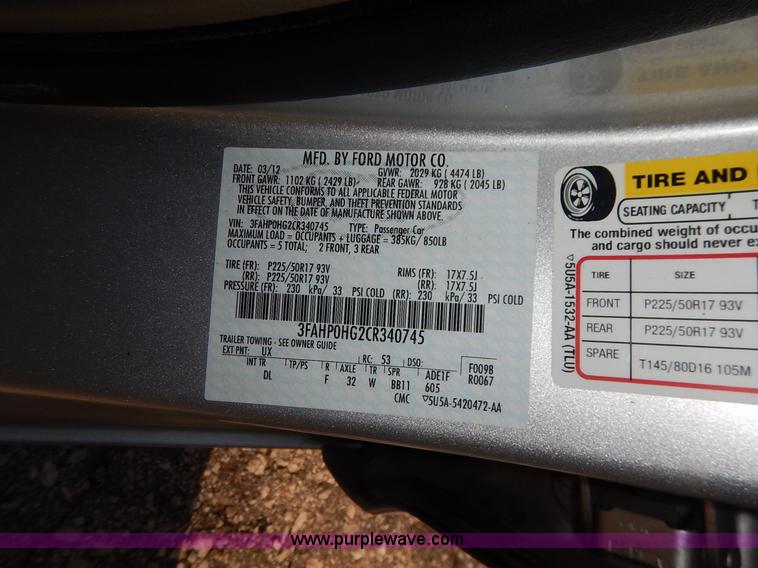 MFD. BY FORD MOTOR CO.
DATE: 03/12 GVWR: 2029 KG ( 4474 LB)
FRONT GAWR: 1102 KG ( 2429 LB) REAR GAWR: 928 KG ( 2045 LB)
THIS VEHICLE CONFORMS TO ALL APPLICABLE FEDERAL MOTOR
VEHICLE SAFETY, BUMPER, AND THEFT PREVENTION STANDARDS
IN EFFECT ON THE DATE OF MANUFACTURE SHOWN ABOVE.
VIN: 3FAHP0HG2CR340745 TYPE: Passenger Car
MAXIMUM LOAD = OCCUPANTS + LUGGAGE = 385KG/ 850LB
OCCUPANTS = 5 TOTAL; 2 FRONT, 3 REAR
TIRE (FR): P225/50R17 93V RIMS (FR): 17X7.5J
(RR): P225/50R17 93V (RR): 17X7.5J
PRESSURE (FR): 230 kPa/ 33 PSI COLD (RR): 230 kPa/ 33 PSI COLD
3FAHP0HG2CR340745
TRAILER TOWING - SEE OWNER GUIDE
EXT PNT: UX RC: 53 DSO: F0098
INT TR TP/PS R AXLE TR SPR ADE1F R0067
DL F 32 W BB11 605
CMC ▽5U5A-5420472-AA
TIRE AND
SEATING CAPACITY T
The combined weight of occu
and cargo should never ex
TIRE SIZE
FRONT P225/50R17 93V
REAR P225/50R17 93V
SPARE T145/80D16 105M
▽5U5A-1532-AA (TLU)
www.purplewave.com